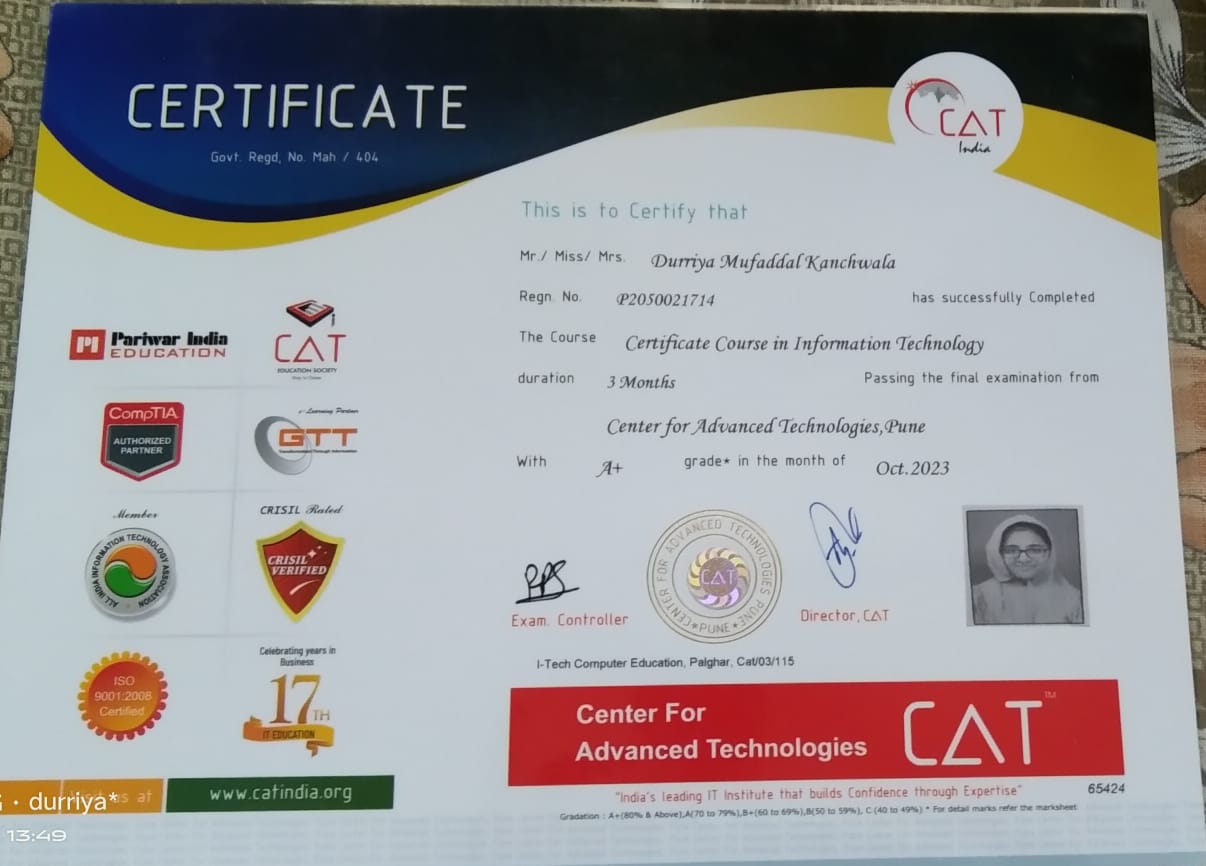 CERTIFICATE
Govt. Regd, No. Mah / 404
CAT
India
This is to Certify that
Mr./ Miss/ Mrs. Durriya Mufaddal Kanchwala
Regn. No. P2050021714 has successfully Completed
The Course Certificate Course in Information Technology
duration 3 Months Passing the final examination from
Center for Advanced Technologies,Pune
With A+ grade* in the month of Oct.2023
Exam. Controller
CENTER FOR ADVANCED TECHNOLOGIES PUNE
CAT
★PUNE★
Director, CAT
I-Tech Computer Education, Palghar, Cat/03/115
Center For
Advanced Technologies
CAT™
"India's leading IT Institute that builds Confidence through Expertise"
65424
Gradation : A+(80% & Above),A(70 to 79%),B+(60 to 69%),B(50 to 59%), C (40 to 49%) * For detail marks refer the marksheet
PI Pariwar India
EDUCATION
CAT
EDUCATION SOCIETY
CompTIA
AUTHORIZED
PARTNER
e-Learning Partner
GTT
Transformation Through Information
Member
ALL INDIA INFORMATION TECHNOLOGY ASSOCIATION
CRISIL Rated
CRISIL
VERIFIED
ISO
9001:2008
Certified
Celebrating years in
Business
17TH
IT EDUCATION
Visit us at
www.catindia.org
· durriya*
13:49